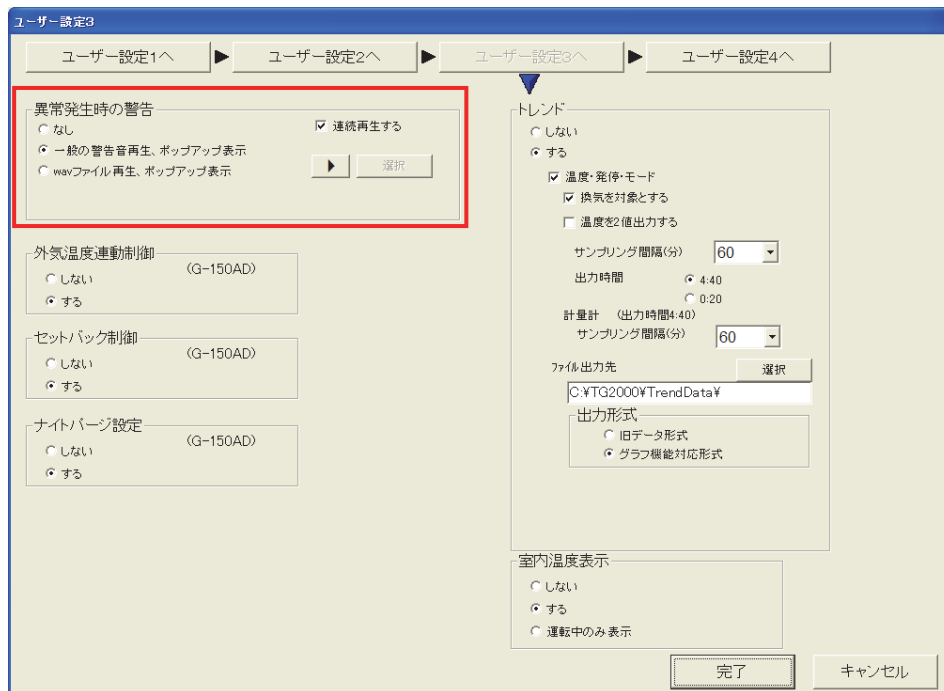 ユーザー設定3
ユーザー設定1へ
ユーザー設定2へ
ユーザー設定3へ
ユーザー設定4へ
異常発生時の警告
なし
連続再生する
一般の警告音再生、ポップアップ表示
wavファイル再生、ポップアップ表示
選択
外気温度連動制御
(G-150AD)
しない
する
セットバック制御
(G-150AD)
しない
する
ナイトパージ設定
(G-150AD)
しない
する
トレンド
しない
する
温度・発停・モード
換気を対象とする
温度を2値出力する
サンプリング間隔(分) 60
出力時間 4:40
0:20
計量計 (出力時間4:40)
サンプリング間隔(分) 60
ファイル出力先 選択
C:¥TG2000¥TrendData¥
出力形式
旧データ形式
グラフ機能対応形式
室内温度表示
しない
する
運転中のみ表示
完了
キャンセル